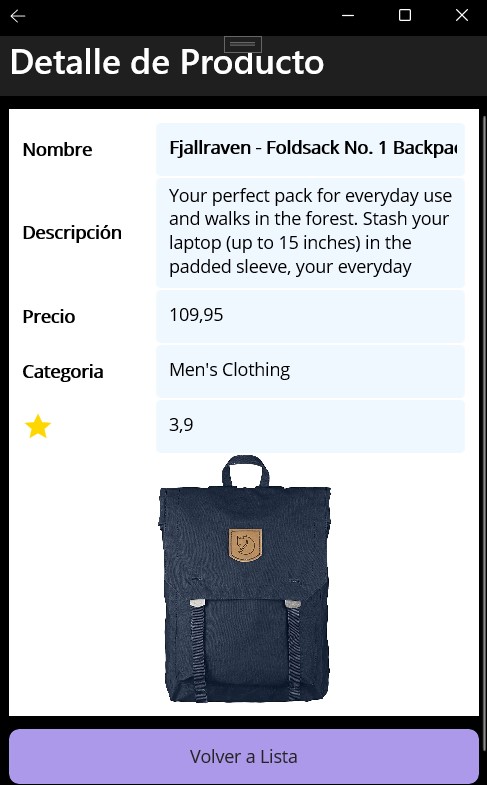 Detalle de Producto
Nombre
Fjallraven - Foldsack No. 1
Descripción
Your perfect pack for everyday use
and walks in the forest. Stash your
laptop (up to 15 inches) in the
padded sleeve, your everyday
Precio
109,95
Categoria
Men's Clothing
3,9
Volver a Lista